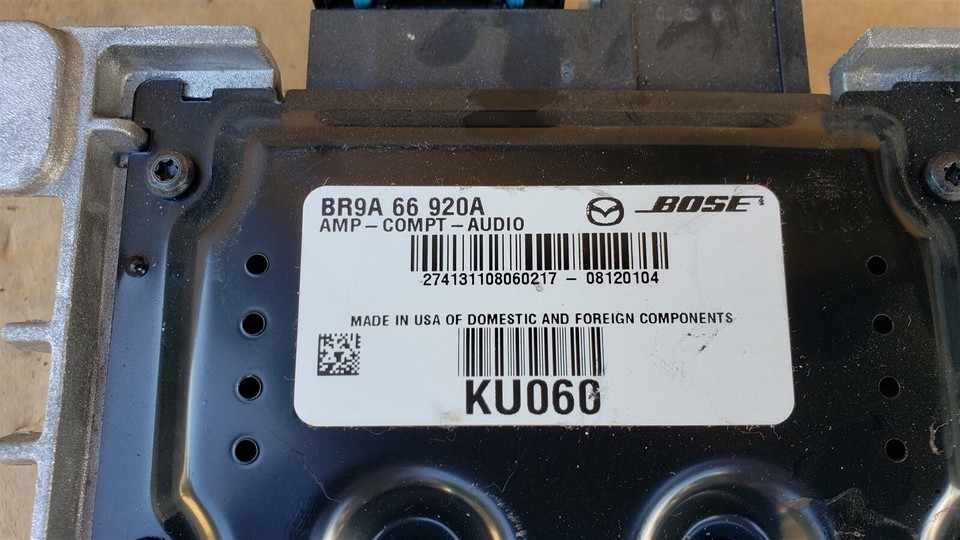 BR9A 66 920A
BOSE
AMP-COMPT-AUDIO
274131108060217 - 08120104
MADE IN USA OF DOMESTIC AND FOREIGN COMPONENTS
KU060